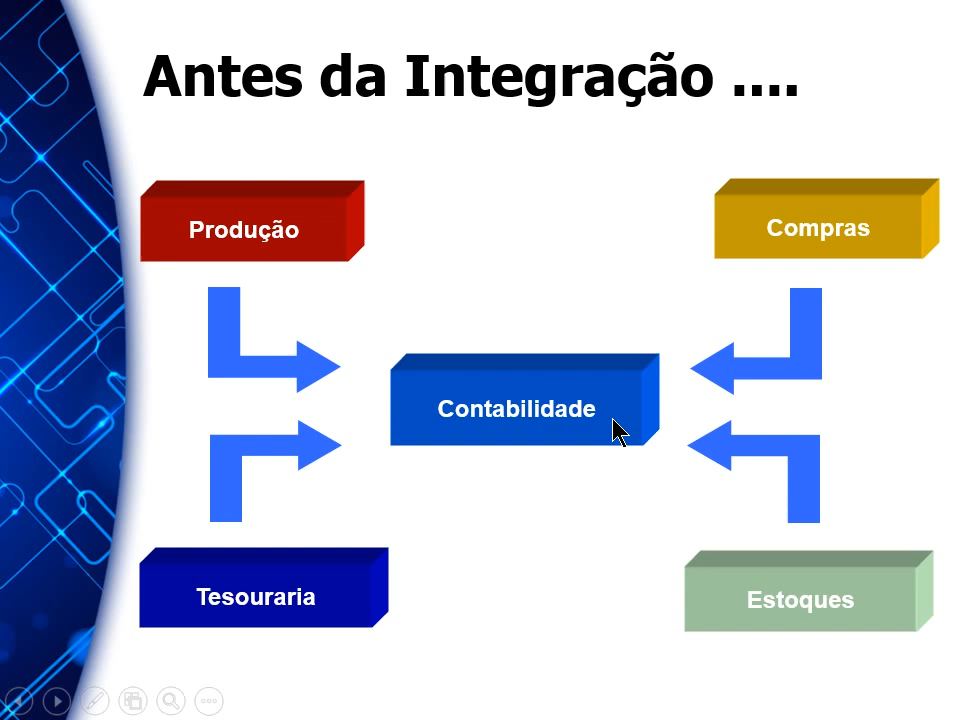 Antes da Integração ....
Produção
Compras
Contabilidade
Tesouraria
Estoques